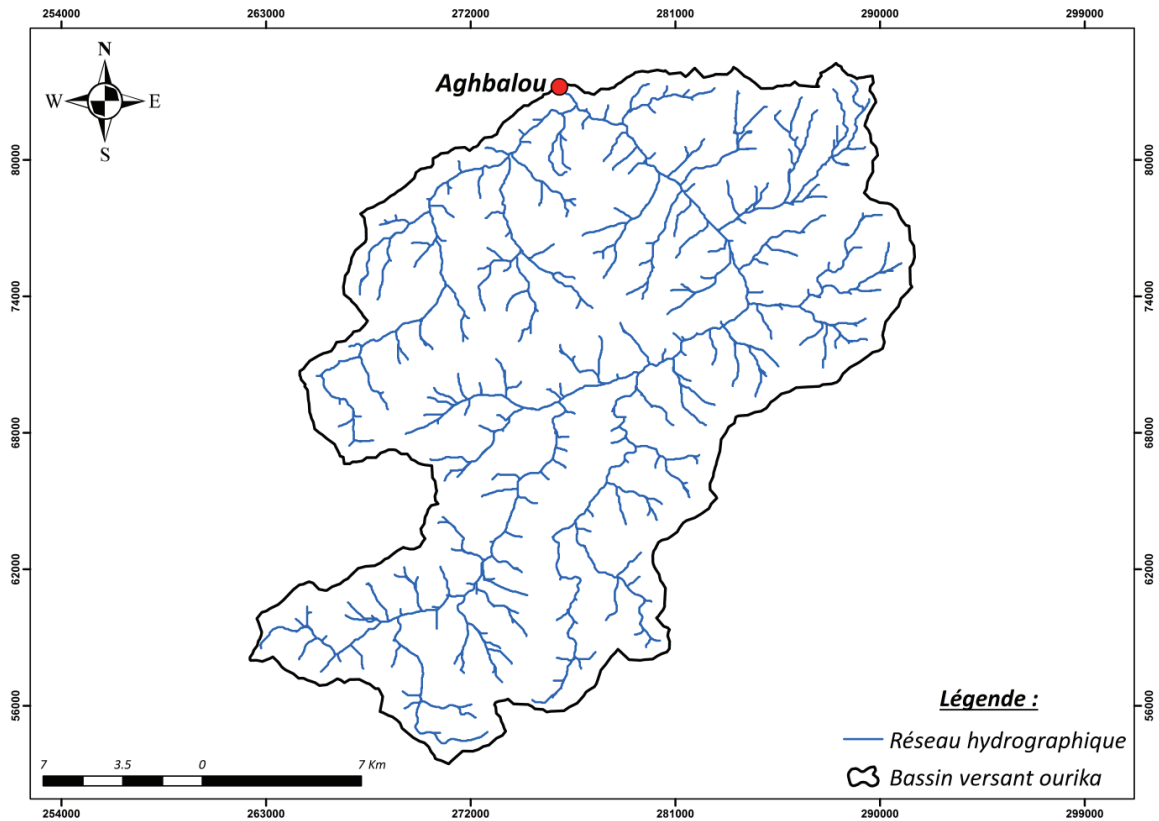 254000 263000 272000 281000 290000 299000
N
W E
S
Aghbalou
80000 80000
74000 74000
68000 68000
62000 62000
56000 56000
Légende :
Réseau hydrographique
Bassin versant ourika
7 3.5 0 7 Km
254000 263000 272000 281000 290000 299000